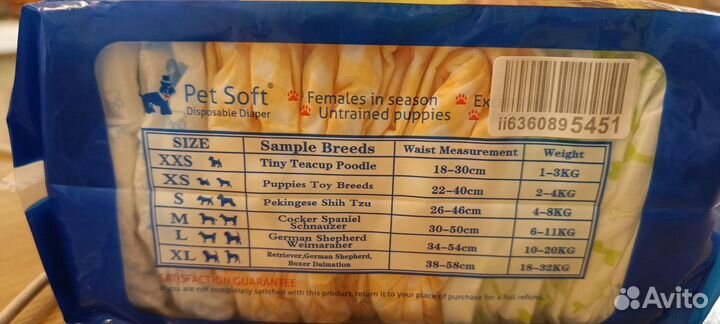 Pet Soft®
Disposable Diaper
Females in season
Untrained puppies
ii6360895451
SIZE Sample Breeds Waist Measurement Weight
XXS Tiny Teacup Poodle 18-30cm 1-3KG
XS Puppies Toy Breeds 22-40cm 2-4KG
S Pekingese Shih Tzu 26-46cm 4-8KG
M Cocker Spaniel Schnauzer 30-50cm 6-11KG
L German Shepherd Weimaraher 34-54cm 10-20KG
XL Retriever,German Shepherd, Boxer Dalmation 38-58cm 18-32KG
SATISFACTION GUARANTEE
If you are not completely satisfied with this product, return it to your place of purchase for a full refund.
Avito